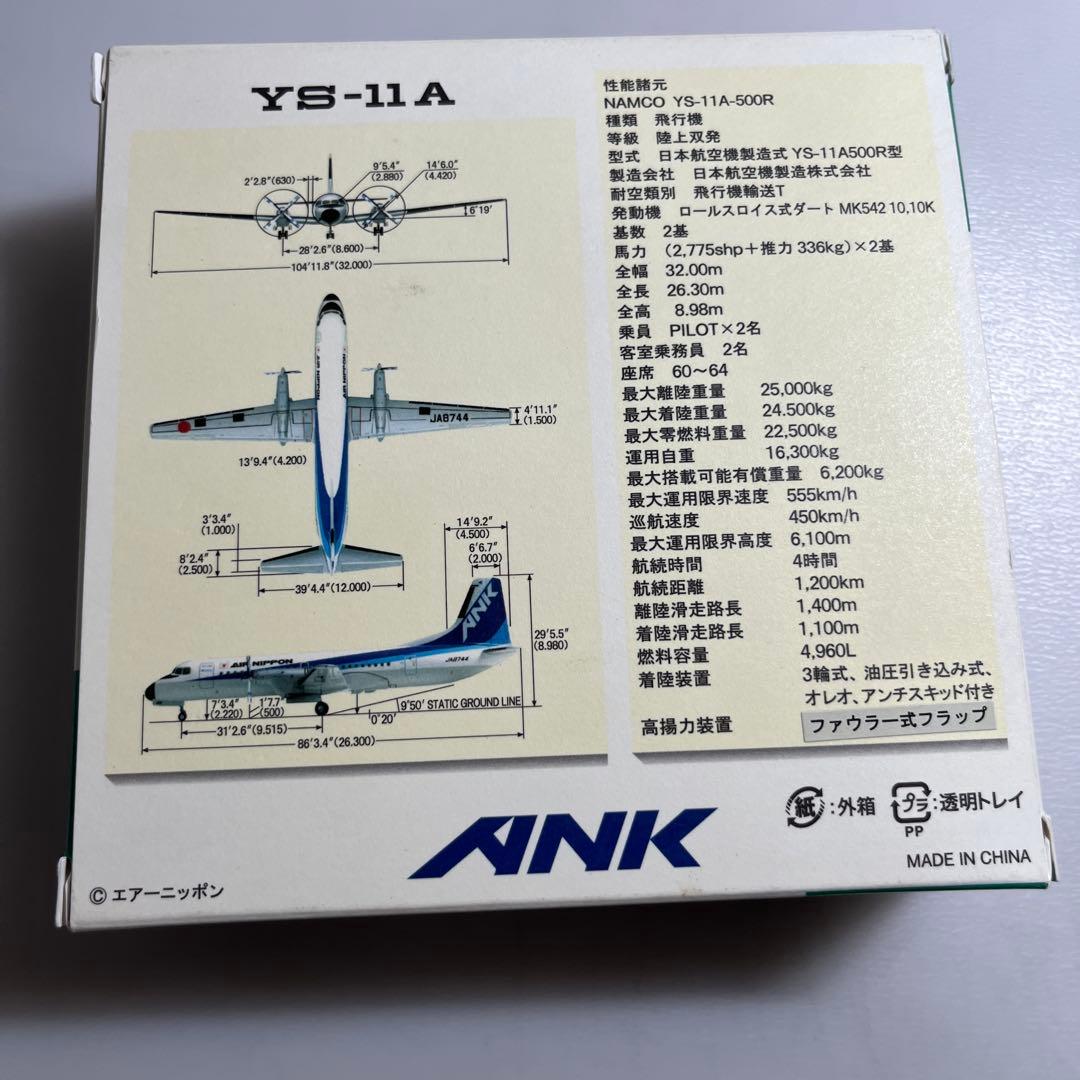 YS-11A
9'5.4"
(2.880)
14'6.0"
(4.420)
2'2.8"(630)
6°19'
28'2.6"(8.600)
104'11.8"(32.000)
AIR NIPPON
AIR NIPPON
JA8744
4'11.1"
(1.500)
13'9.4"(4.200)
3'3.4"
(1.000)
8'2.4"
(2.500)
39'4.4"(12.000)
14'9.2"
(4.500)
6'6.7"
(2.000)
ANK
29'5.5"
(8.980)
AIR NIPPON
JA8744
7'3.4"
(2.220)
1'7.7"
(500)
9°50' STATIC GROUND LINE
0°20'
31'2.6"(9.515)
86'3.4"(26.300)
性能諸元
NAMCO YS-11A-500R
種類 飛行機
等級 陸上双発
型式 日本航空機製造式 YS-11A500R型
製造会社 日本航空機製造株式会社
耐空類別 飛行機輸送T
発動機 ロールスロイス式ダート MK542 10,10K
基数 2基
馬力 (2,775shp+推力 336kg)×2基
全幅 32.00m
全長 26.30m
全高 8.98m
乗員 PILOT×2名
客室乗務員 2名
座席 60〜64
最大離陸重量 25,000kg
最大着陸重量 24.500kg
最大零燃料重量 22,500kg
運用自重 16,300kg
最大搭載可能有償重量 6,200kg
最大運用限界速度 555km/h
巡航速度 450km/h
最大運用限界高度 6,100m
航続時間 4時間
航続距離 1,200km
離陸滑走路長 1,400m
着陸滑走路長 1,100m
燃料容量 4,960L
着陸装置 3輪式、油圧引き込み式、
オレオ、アンチスキッド付き
高揚力装置 ファウラー式フラップ
ANK
紙:外箱 プラ:透明トレイ
PP
MADE IN CHINA
© エアーニッポン